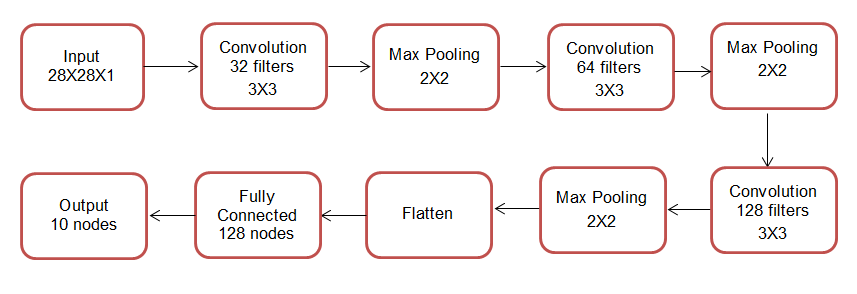 Input
28X28X1
Convolution
32 filters
3X3
Max Pooling
2X2
Convolution
64 filters
3X3
Max Pooling
2X2
Convolution
128 filters
3X3
Max Pooling
2X2
Flatten
Fully
Connected
128 nodes
Output
10 nodes